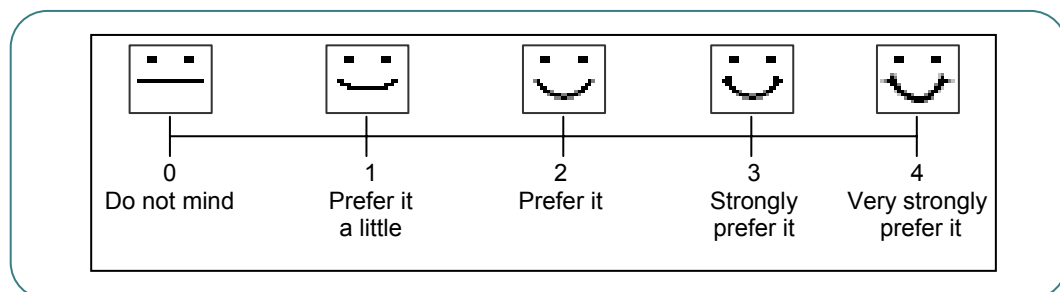 0 1 2 3 4
Do not mind Prefer it Prefer it Strongly Very strongly
a little prefer it prefer it